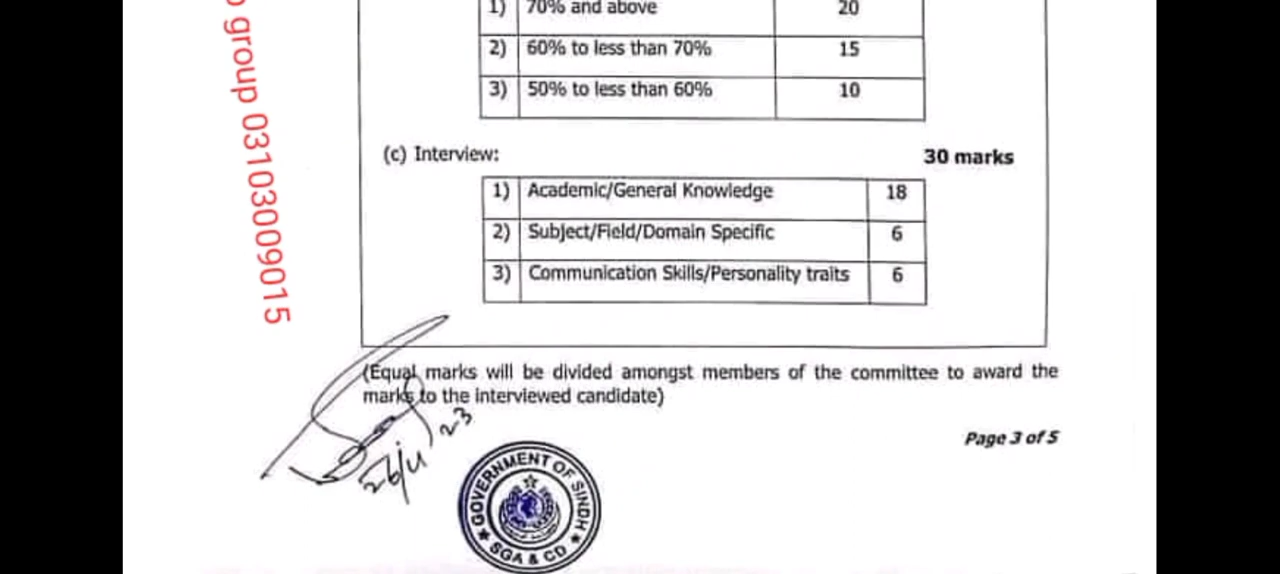 group 03103009015
1) 70% and above 20
2) 60% to less than 70% 15
3) 50% to less than 60% 10
(c) Interview: 30 marks
1) Academic/General Knowledge 18
2) Subject/Field/Domain Specific 6
3) Communication Skills/Personality traits 6
(Equal marks will be divided amongst members of the committee to award the
marks to the interviewed candidate)
23
Page 3 of 5
GOVERNMENT OF SINDH
SGA & CD